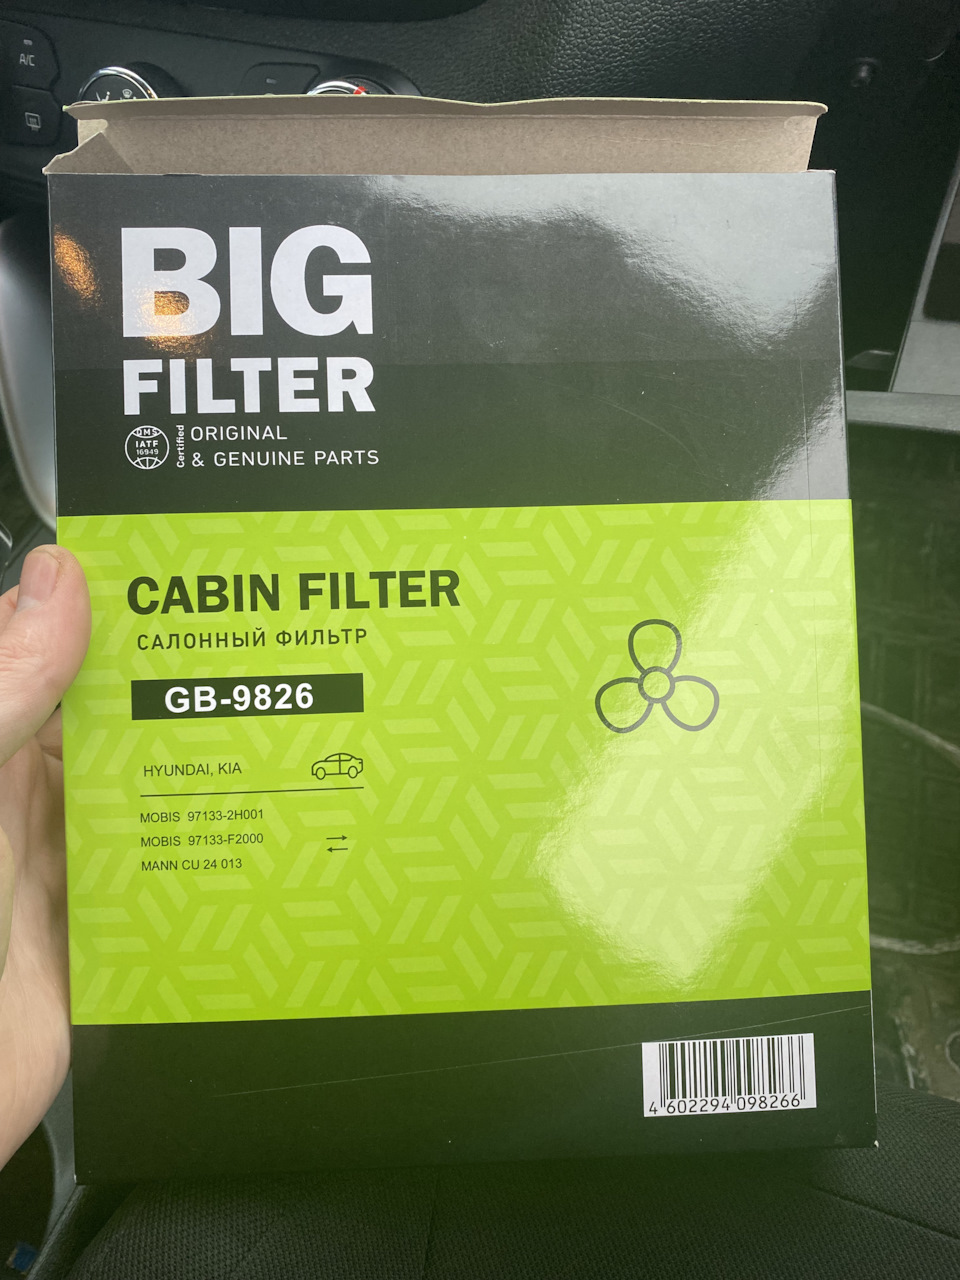 A/C
BIG
FILTER
QMS
IATF
16949
Certified
ORIGINAL
& GENUINE PARTS
CABIN FILTER
САЛОННЫЙ ФИЛЬТР
GB-9826
HYUNDAI, KIA
MOBIS 97133-2H001
MOBIS 97133-F2000
MANN CU 24 013
4 602294 098266